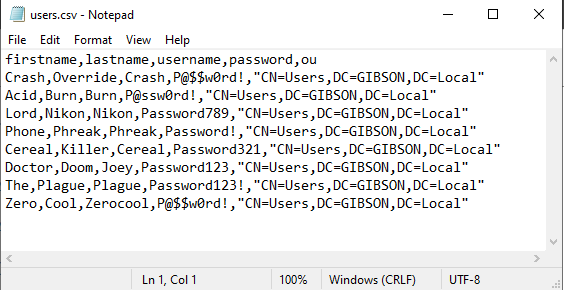 users.csv - Notepad
File Edit Format View Help
firstname,lastname,username,password,ou
Crash,Override,Crash,P@$$w0rd!,"CN=Users,DC=GIBSON,DC=Local"
Acid,Burn,Burn,P@ssw0rd!,"CN=Users,DC=GIBSON,DC=Local"
Lord,Nikon,Nikon,Password789,"CN=Users,DC=GIBSON,DC=Local"
Phone,Phreak,Phreak,Password!,"CN=Users,DC=GIBSON,DC=Local"
Cereal,Killer,Cereal,Password321,"CN=Users,DC=GIBSON,DC=Local"
Doctor,Doom,Joey,Password123,"CN=Users,DC=GIBSON,DC=Local"
The,Plague,Plague,Password123!,"CN=Users,DC=GIBSON,DC=Local"
Zero,Cool,Zerocool,P@$$w0rd!,"CN=Users,DC=GIBSON,DC=Local"
Ln 1, Col 1 100% Windows (CRLF) UTF-8